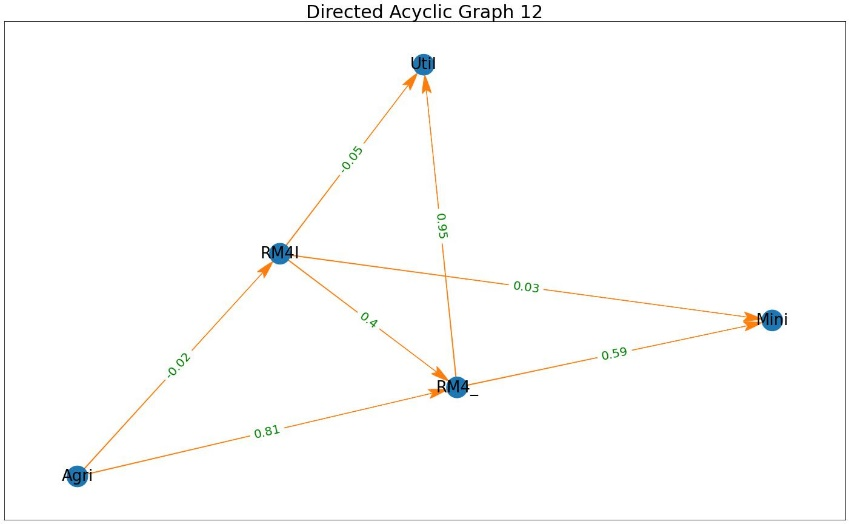 Directed Acyclic Graph 12
Util
-0.05
0.95
RM4I
0.03
0.4
Mini
0.59
-0.02
RM4_
0.81
Agri